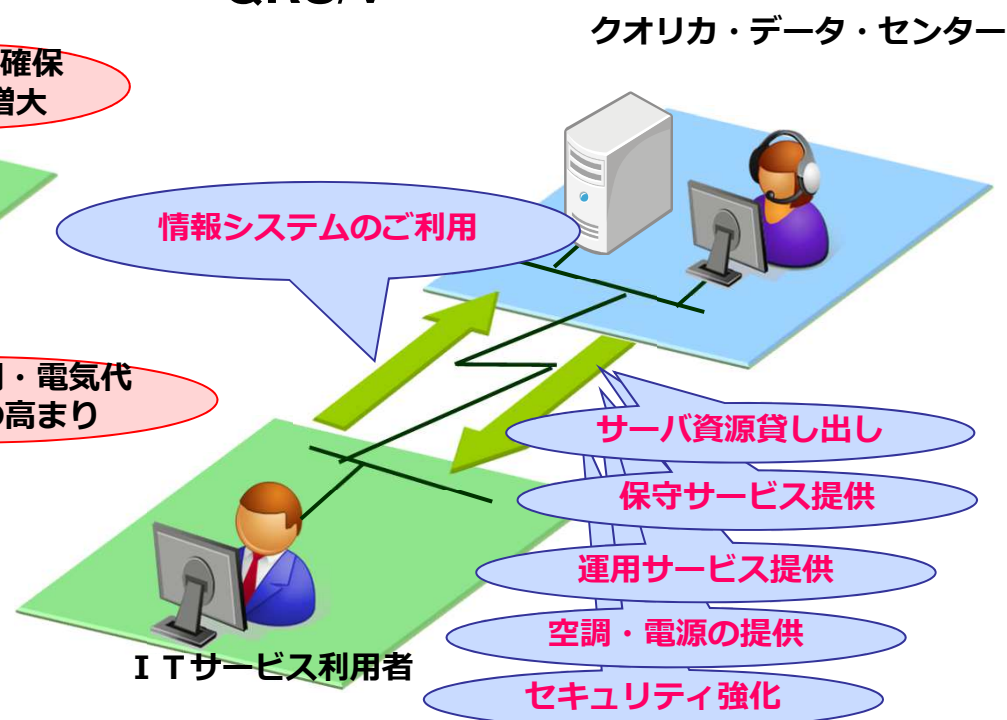 クオリカ・データ・センター
確保
増大
情報システムのご利用
・電気代
の高まり
サーバ資源貸し出し
保守サービス提供
運用サービス提供
空調・電源の提供
ＩＴサービス利用者
セキュリティ強化